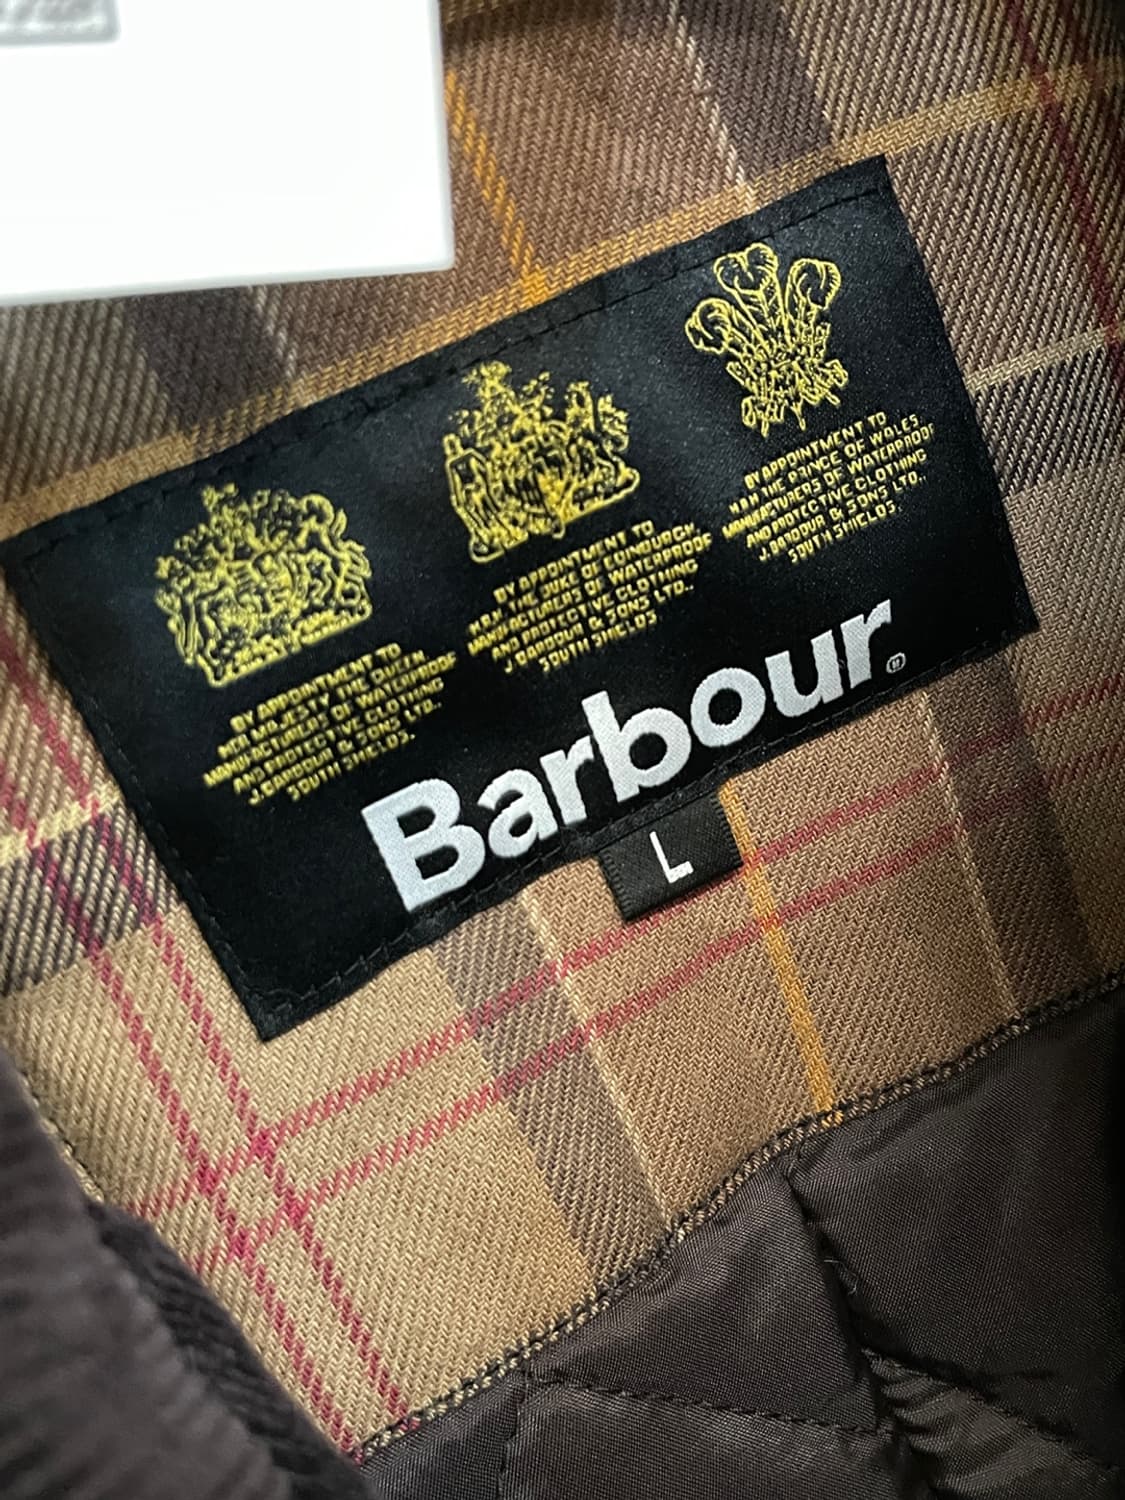 BY APPOINTMENT TO
HER MAJESTY THE QUEEN
MANUFACTURERS OF WATERPROOF
AND PROTECTIVE CLOTHING
J. BARBOUR & SONS LTD.,
SOUTH SHIELDS.
BY APPOINTMENT TO
H.R.H. THE DUKE OF EDINBURGH
MANUFACTURERS OF WATERPROOF
AND PROTECTIVE CLOTHING
J. BARBOUR & SONS LTD.,
SOUTH SHIELDS.
BY APPOINTMENT TO
H.R.H THE PRINCE OF WALES
MANUFACTURERS OF WATERPROOF
AND PROTECTIVE CLOTHING
J. BARBOUR & SONS LTD.,
SOUTH SHIELDS.
Barbour®
L